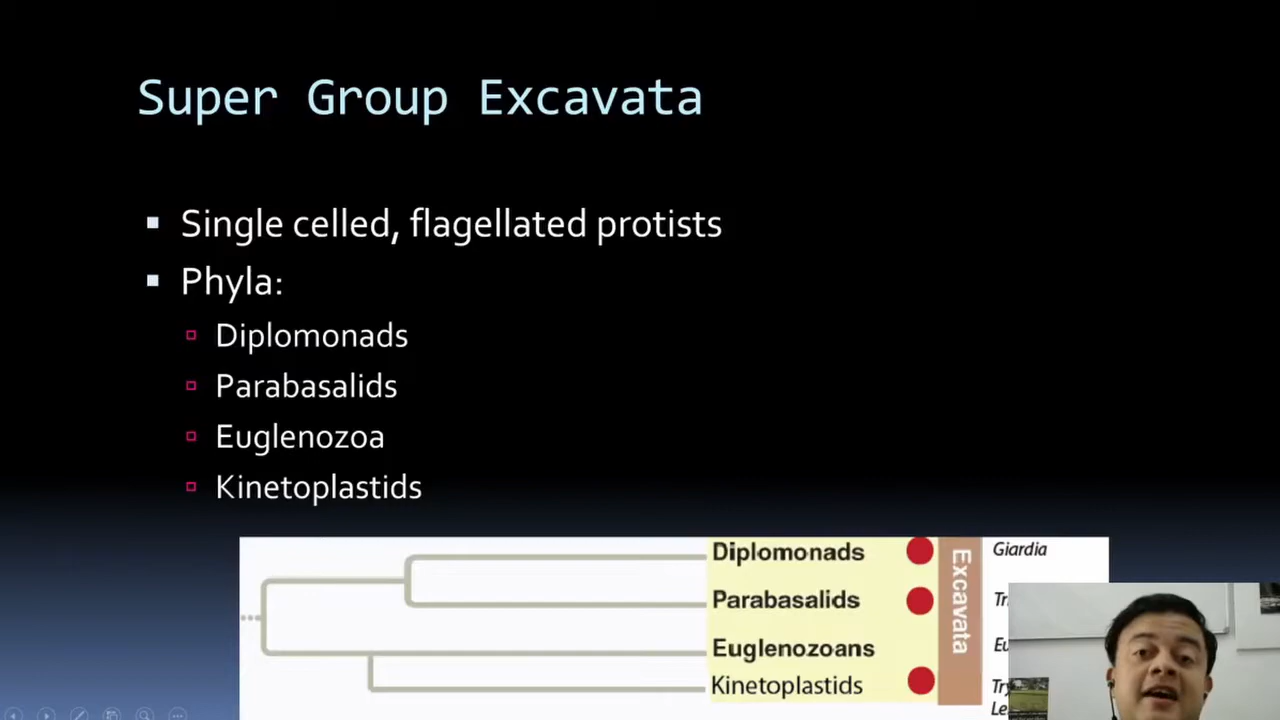 Super Group Excavata
Single celled, flagellated protists
Phyla:
Diplomonads
Parabasalids
Euglenozoa
Kinetoplastids
Diplomonads
Giardia
Parabasalids
Euglenozoans
Kinetoplastids
Excavata